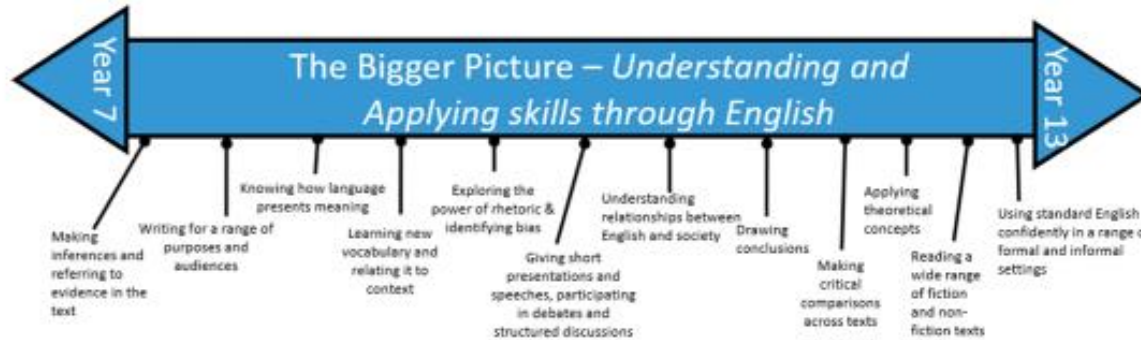 Year 7
The Bigger Picture – Understanding and
Applying skills through English
Year 13
Making
inferences and
referring to
evidence in the
text
Writing for a range of
purposes and
audiences
Knowing how language
presents meaning
Learning new
vocabulary and
relating it to
context
Exploring the
power of rhetoric &
identifying bias
Giving short
presentations and
speeches, participating
in debates and
structured discussions
Understanding
relationships between
English and society
Drawing
conclusions
Making
critical
comparisons
across texts
Applying
theoretical
concepts
Reading a
wide range
of fiction
and non-
fiction texts
Using standard English
confidently in a range o
formal and informal
settings